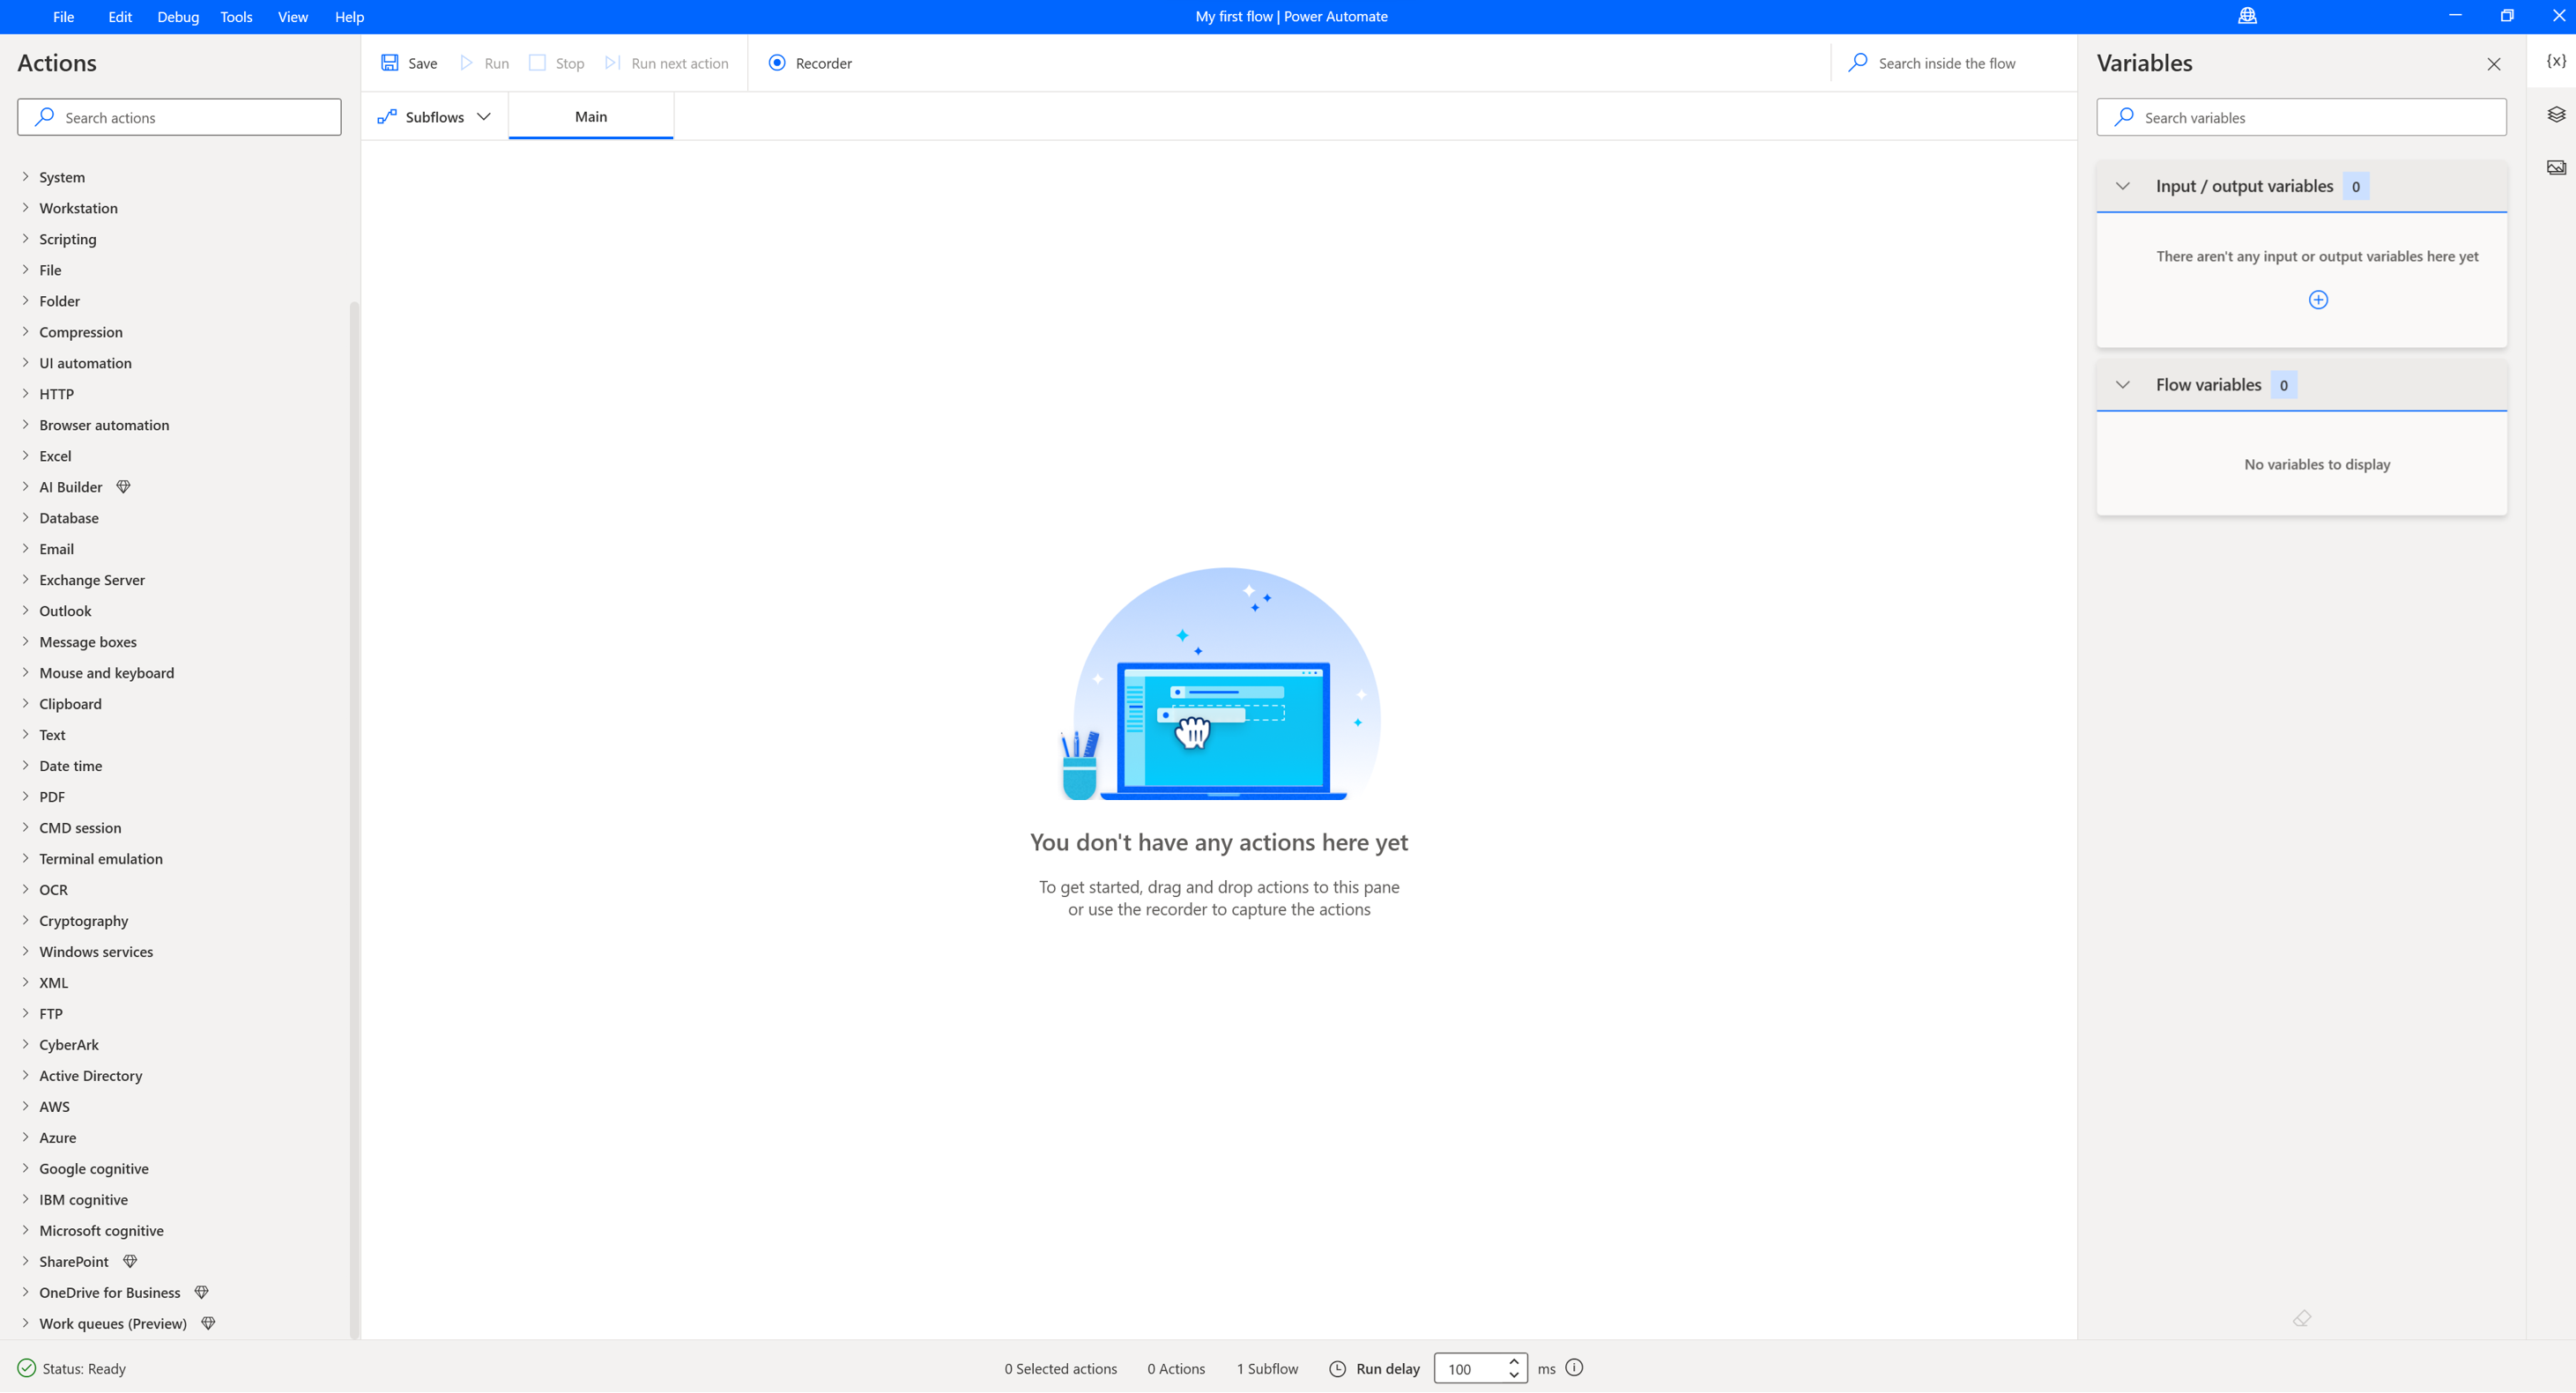 File Edit Debug Tools View Help
My first flow | Power Automate
Actions
Search actions
System
Workstation
Scripting
File
Folder
Compression
UI automation
HTTP
Browser automation
Excel
AI Builder
Database
Email
Exchange Server
Outlook
Message boxes
Mouse and keyboard
Clipboard
Text
Date time
PDF
CMD session
Terminal emulation
OCR
Cryptography
Windows services
XML
FTP
CyberArk
Active Directory
AWS
Azure
Google cognitive
IBM cognitive
Microsoft cognitive
SharePoint
OneDrive for Business
Work queues (Preview)
Save Run Stop Run next action Recorder
Search inside the flow
Subflows Main
You don't have any actions here yet
To get started, drag and drop actions to this pane
or use the recorder to capture the actions
Variables
{x}
Search variables
Input / output variables 0
There aren't any input or output variables here yet
Flow variables 0
No variables to display
Status: Ready
0 Selected actions 0 Actions 1 Subflow Run delay 100 ms